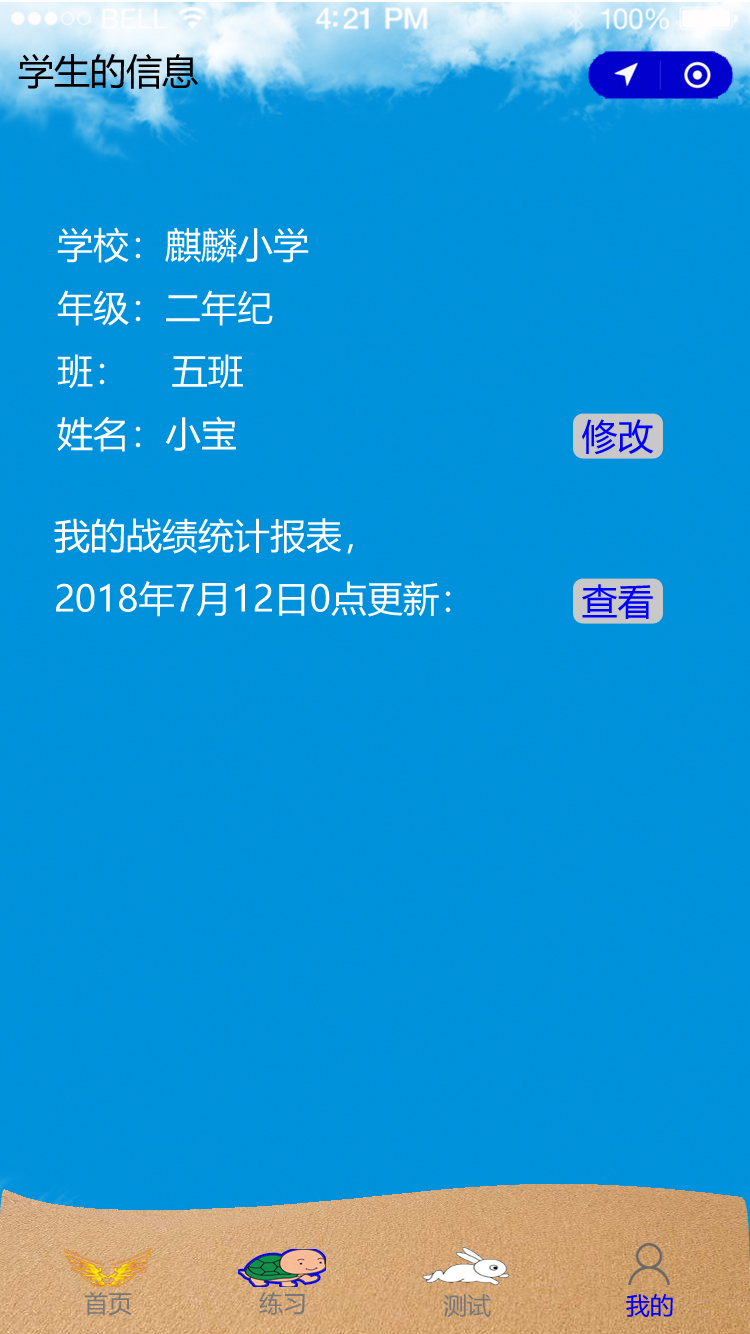 BELL 4:21 PM 100%
学生的信息
学校：麒麟小学
年级：二年纪
班： 五班
姓名：小宝 修改
我的战绩统计报表，
2018年7月12日0点更新： 查看
首页 练习 测试 我的